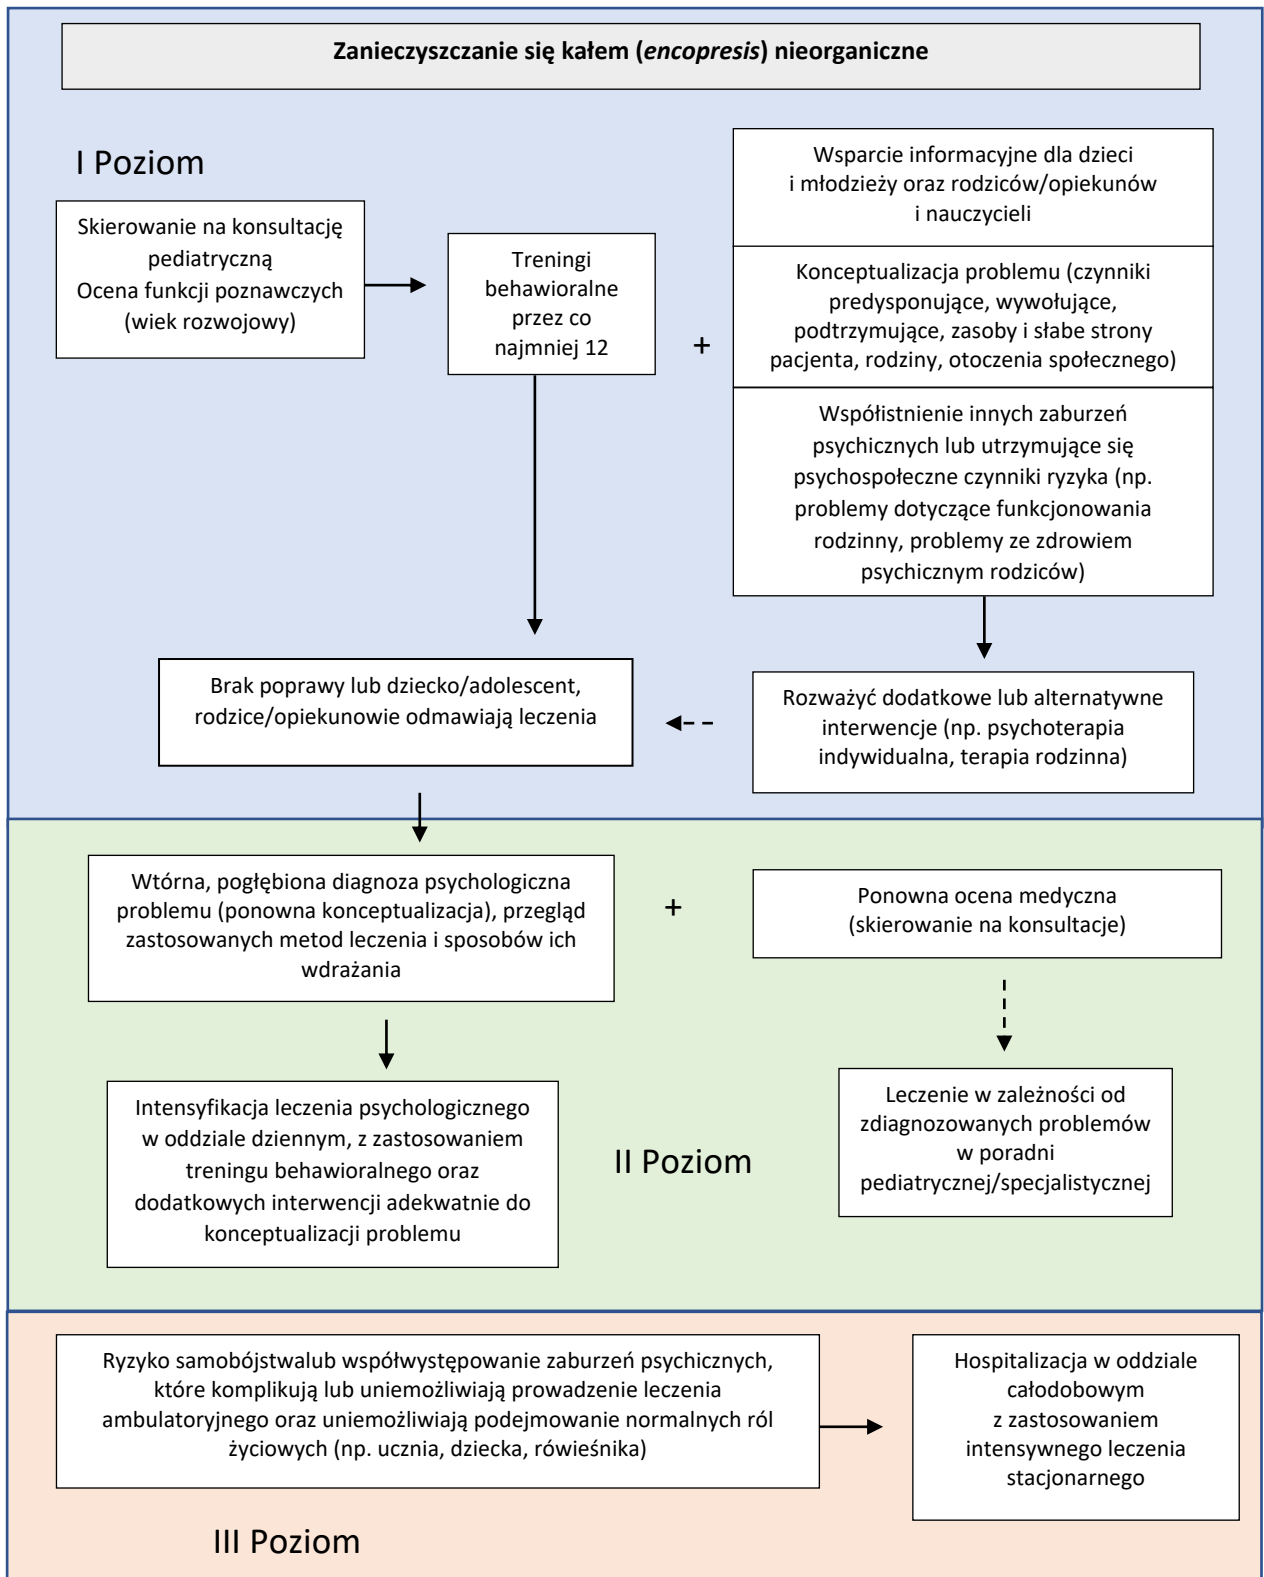 Zanieczyszczanie się kałem (encopresis) nieorganiczne
I Poziom
Skierowanie na konsultację
pediatryczną
Ocena funkcji poznawczych
(wiek rozwojowy)
Treningi
behawioralne
przez co
najmniej 12
+
Wsparcie informacyjne dla dzieci
i młodzieży oraz rodziców/opiekunów
i nauczycieli
Konceptualizacja problemu (czynniki
predysponujące, wywołujące,
podtrzymujące, zasoby i słabe strony
pacjenta, rodziny, otoczenia społecznego)
Współistnienie innych zaburzeń
psychicznych lub utrzymujące się
psychospołeczne czynniki ryzyka (np.
problemy dotyczące funkcjonowania
rodzinny, problemy ze zdrowiem
psychicznym rodziców)
Brak poprawy lub dziecko/adolescent,
rodzice/opiekunowie odmawiają leczenia
Rozważyć dodatkowe lub alternatywne
interwencje (np. psychoterapia
indywidualna, terapia rodzinna)
Wtórna, pogłębiona diagnoza psychologiczna
problemu (ponowna konceptualizacja), przegląd
zastosowanych metod leczenia i sposobów ich
wdrażania
+
Ponowna ocena medyczna
(skierowanie na konsultacje)
Intensyfikacja leczenia psychologicznego
w oddziale dziennym, z zastosowaniem
treningu behawioralnego oraz
dodatkowych interwencji adekwatnie do
konceptualizacji problemu
II Poziom
Leczenie w zależności od
zdiagnozowanych problemów
w poradni
pediatrycznej/specjalistycznej
Ryzyko samobójstwalub współwystępowanie zaburzeń psychicznych,
które komplikują lub uniemożliwiają prowadzenie leczenia
ambulatoryjnego oraz uniemożliwiają podejmowanie normalnych ról
życiowych (np. ucznia, dziecka, rówieśnika)
Hospitalizacja w oddziale
całodobowym
z zastosowaniem
intensywnego leczenia
stacjonarnego
III Poziom